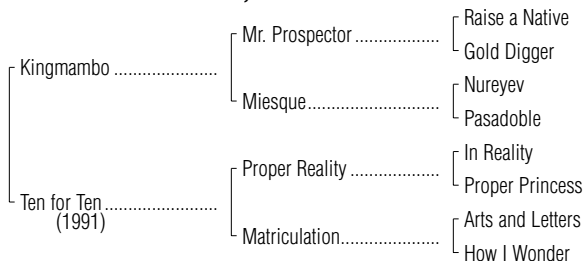 Raise a Native
Mr. Prospector ....................
Gold Digger
Kingmambo ........................
Nureyev
Miesque............................
Pasadoble
In Reality
Proper Reality .....................
Proper Princess
Ten for Ten..........................
(1991)
Arts and Letters
Matriculation.......................
How I Wonder